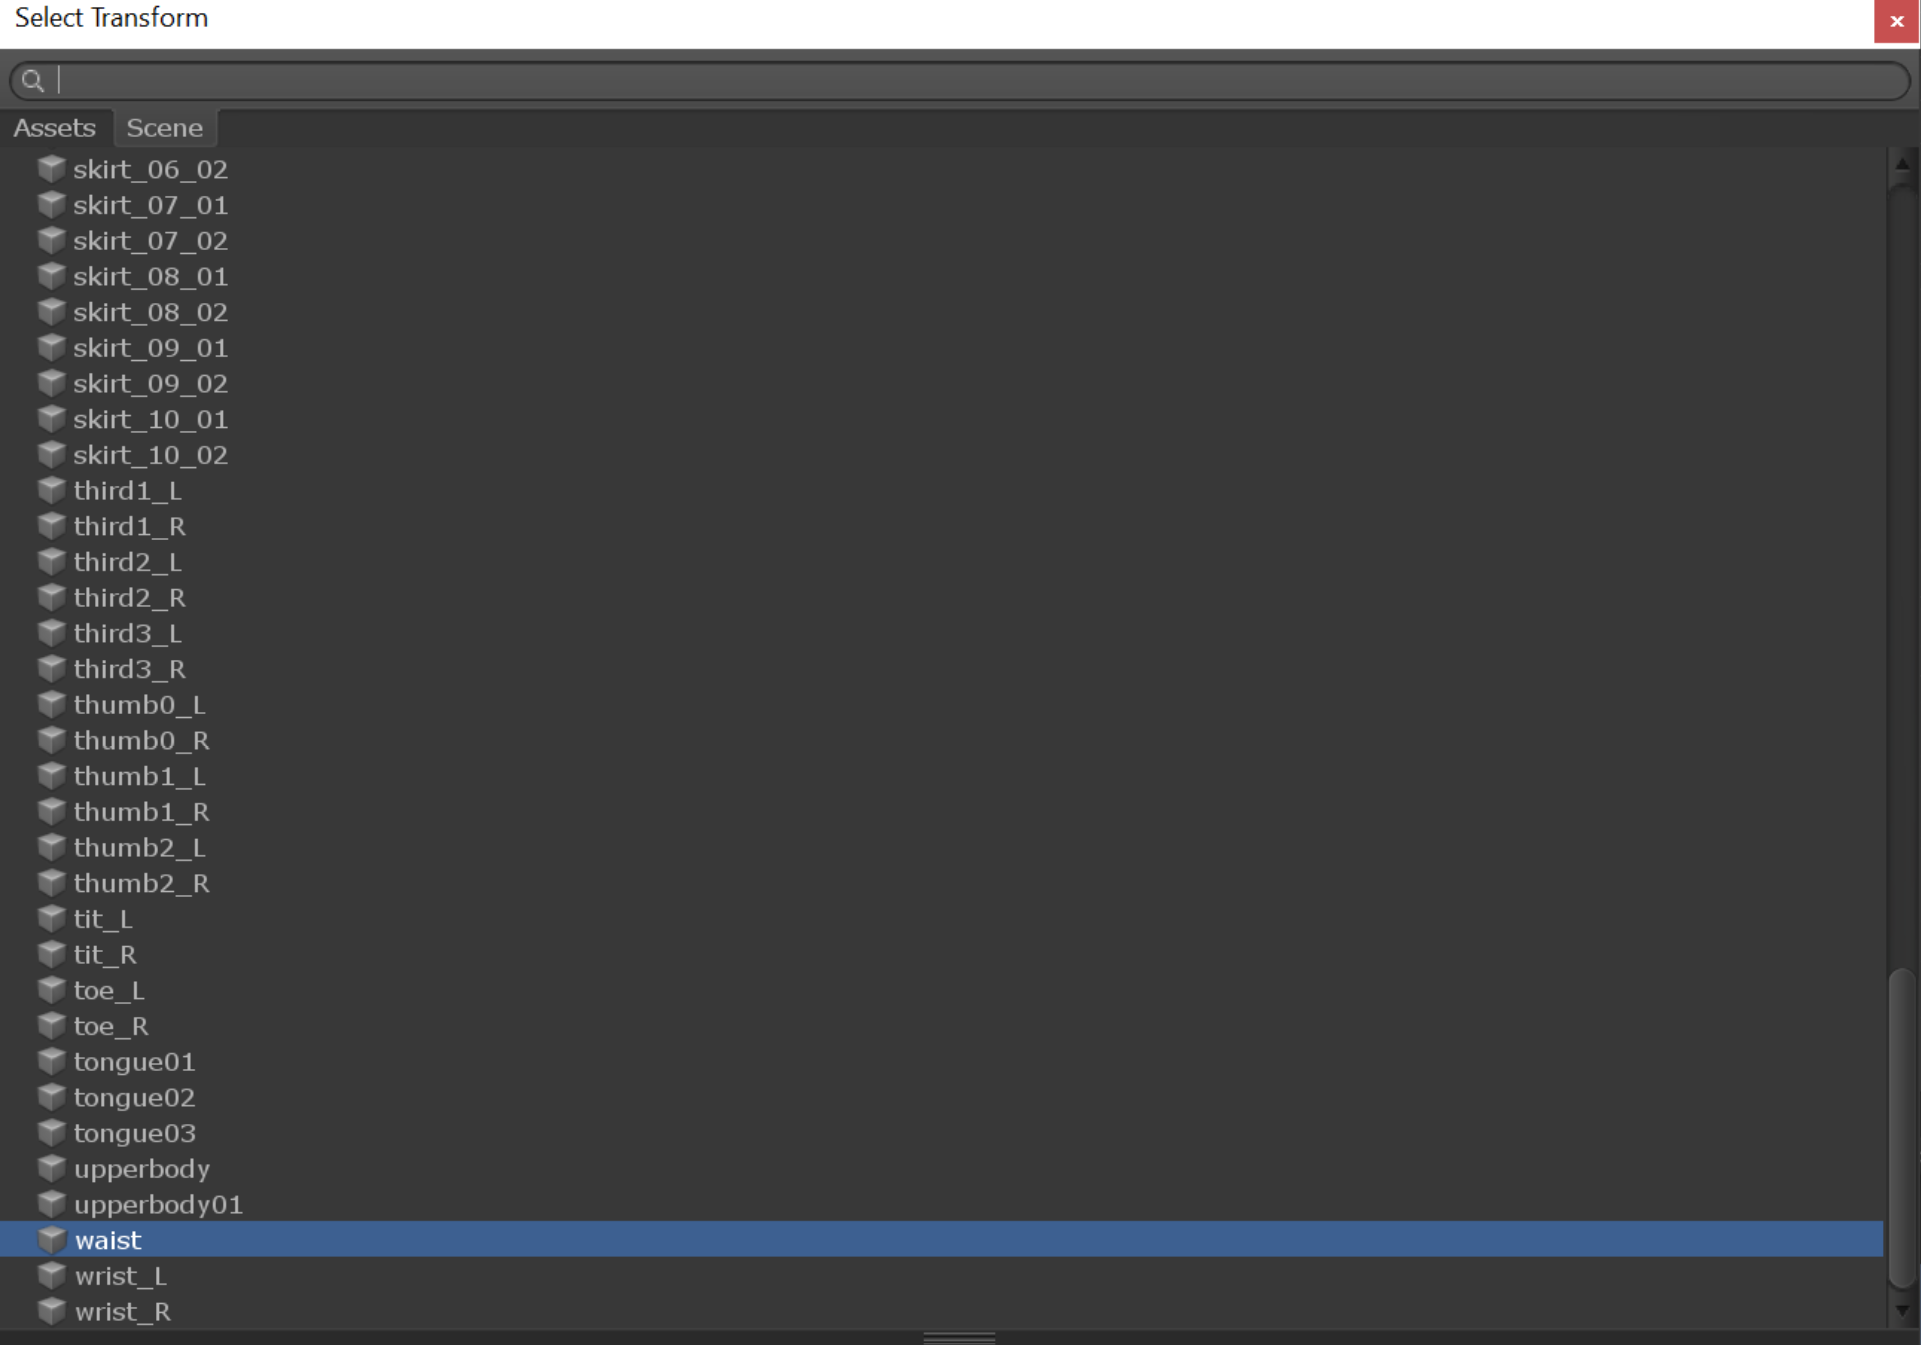 Select Transform
x
Assets Scene
skirt_06_02
skirt_07_01
skirt_07_02
skirt_08_01
skirt_08_02
skirt_09_01
skirt_09_02
skirt_10_01
skirt_10_02
third1_L
third1_R
third2_L
third2_R
third3_L
third3_R
thumb0_L
thumb0_R
thumb1_L
thumb1_R
thumb2_L
thumb2_R
tit_L
tit_R
toe_L
toe_R
tongue01
tongue02
tongue03
upperbody
upperbody01
waist
wrist_L
wrist_R